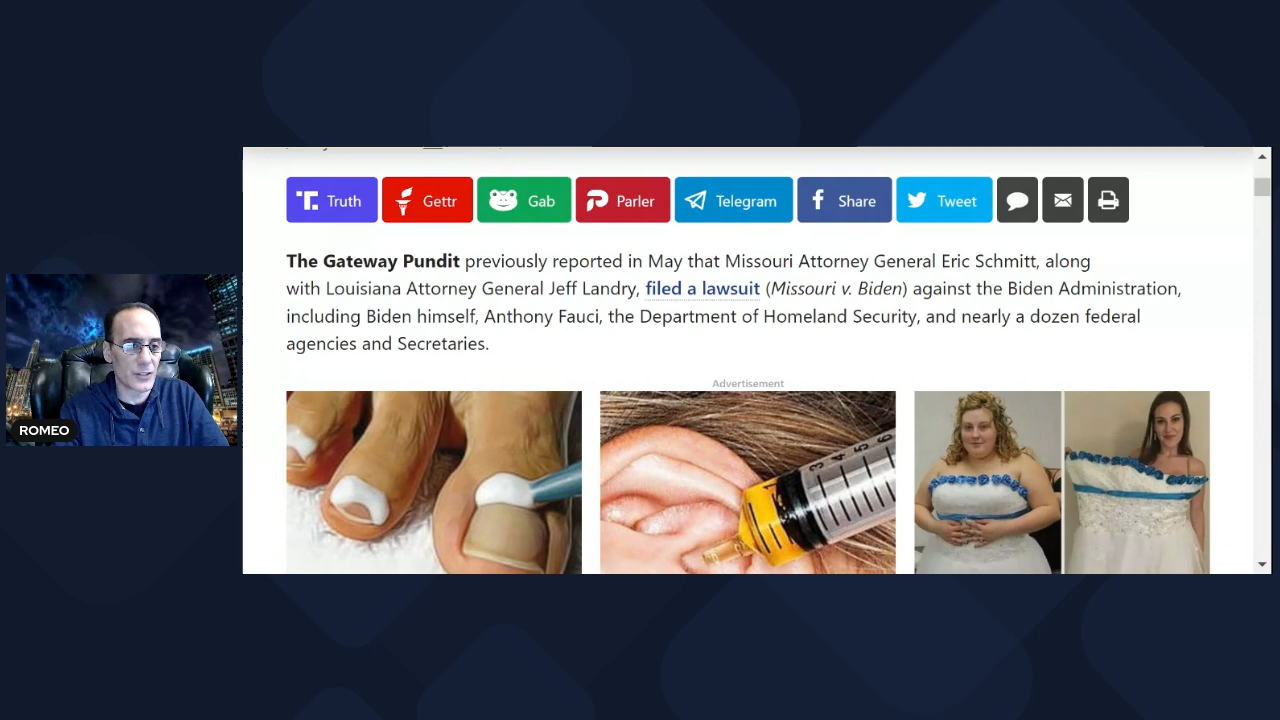 Truth
Gettr
Gab
Parler
Telegram
Share
Tweet
The Gateway Pundit previously reported in May that Missouri Attorney General Eric Schmitt, along
with Louisiana Attorney General Jeff Landry, filed a lawsuit (Missouri v. Biden) against the Biden Administration,
including Biden himself, Anthony Fauci, the Department of Homeland Security, and nearly a dozen federal
agencies and Secretaries.
Advertisement
ROMEO